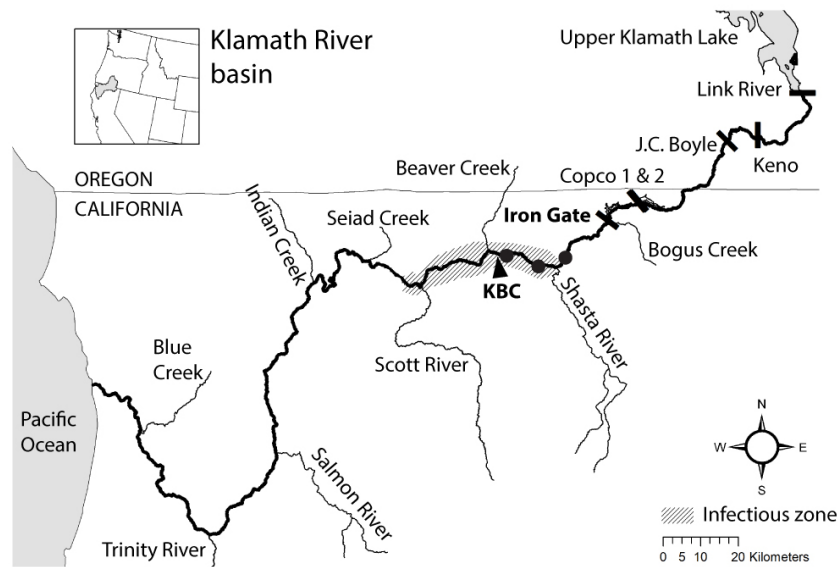 Klamath River
basin
Upper Klamath Lake
Link River
J.C. Boyle
Keno
Beaver Creek
Copco 1 & 2
OREGON
CALIFORNIA
Indian Creek
Seiad Creek
Iron Gate
Bogus Creek
KBC
Shasta River
Scott River
Blue
Creek
Pacific
Ocean
Salmon River
Trinity River
N
W
E
S
Infectious zone
0 5 10 20 Kilometers